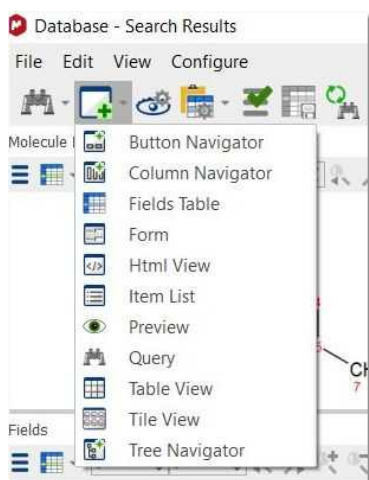 Database - Search Results
File Edit View Configure
Molecule
Button Navigator
Column Navigator
Fields Table
Form
Html View
Item List
Preview
Query
Table View
Tile View
Tree Navigator
CH
7
Fields